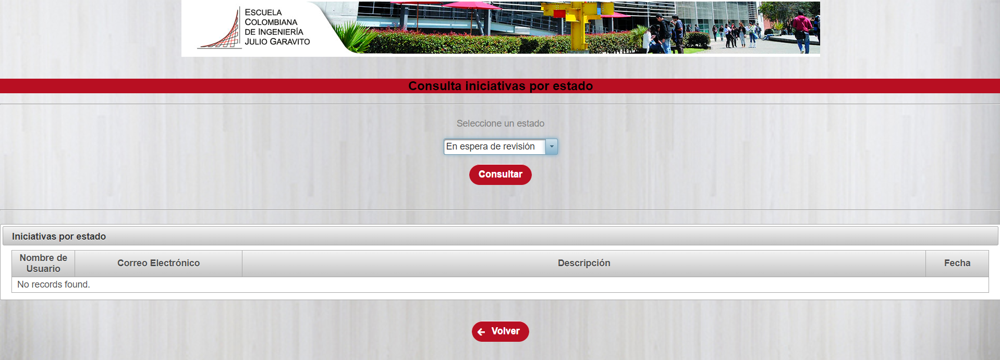 ESCUELA
COLOMBIANA
DE INGENIERÍA
JULIO GARAVITO
Consulta iniciativas por estado
Seleccione un estado
En espera de revisión
Consultar
Iniciativas por estado
Nombre de
Usuario
Correo Electrónico
Descripción
Fecha
No records found.
Volver